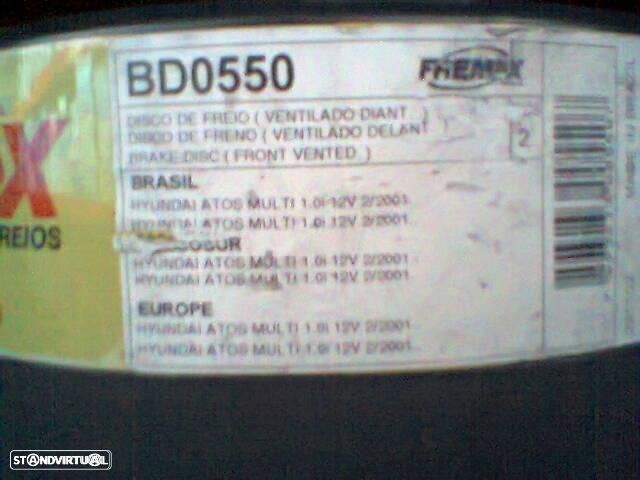 BD0550
FREMAX
DISCO DE FREIO ( VENTILADO DIANT. )
DISCO DE FRENO ( VENTILADO DELANT
BRAKE DISC ( FRONT VENTED )
2
BRASIL
HYUNDAI ATOS MULTI 1.0i 12V 2/2001..
HYUNDAI ATOS MULTI 1.0i 12V 2/2001..
OSUR
HYUNDAI ATOS MULTI 1.0i 12V 2/2001..
HYUNDAI ATOS MULTI 1.0i 12V 2/2001..
EUROPE
HYUNDAI ATOS MULTI 1.0i 12V 2/2001..
HYUNDAI ATOS MULTI 1.0i 12V 2/2001..
X
REIOS
STANDVIRTUAL